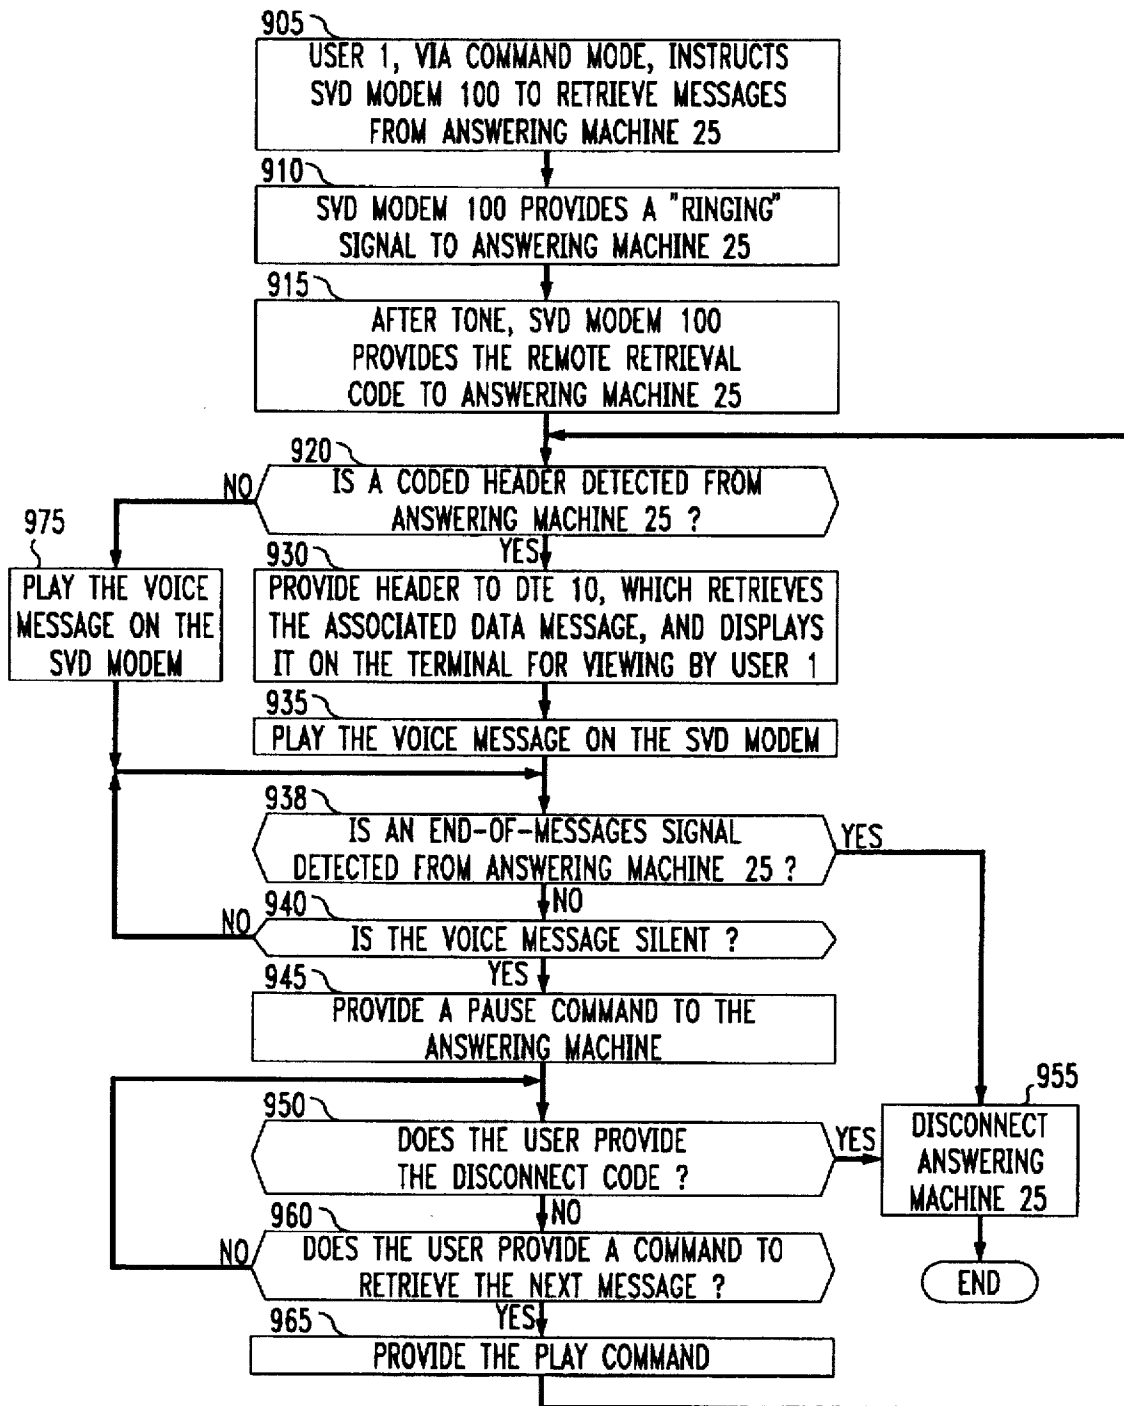 905
USER 1, VIA COMMAND MODE, INSTRUCTS
SVD MODEM 100 TO RETRIEVE MESSAGES
FROM ANSWERING MACHINE 25
910
SVD MODEM 100 PROVIDES A "RINGING"
SIGNAL TO ANSWERING MACHINE 25
915
AFTER TONE, SVD MODEM 100
PROVIDES THE REMOTE RETRIEVAL
CODE TO ANSWERING MACHINE 25
920
IS A CODED HEADER DETECTED FROM
ANSWERING MACHINE 25 ?
NO
YES
975
PLAY THE VOICE
MESSAGE ON THE
SVD MODEM
930
PROVIDE HEADER TO DTE 10, WHICH RETRIEVES
THE ASSOCIATED DATA MESSAGE, AND DISPLAYS
IT ON THE TERMINAL FOR VIEWING BY USER 1
935
PLAY THE VOICE MESSAGE ON THE SVD MODEM
938
IS AN END-OF-MESSAGES SIGNAL
DETECTED FROM ANSWERING MACHINE 25 ?
YES
NO
940
IS THE VOICE MESSAGE SILENT ?
NO
YES
945
PROVIDE A PAUSE COMMAND TO THE
ANSWERING MACHINE
950
DOES THE USER PROVIDE
THE DISCONNECT CODE ?
YES
NO
955
DISCONNECT
ANSWERING
MACHINE 25
END
960
DOES THE USER PROVIDE A COMMAND TO
RETRIEVE THE NEXT MESSAGE ?
NO
YES
965
PROVIDE THE PLAY COMMAND